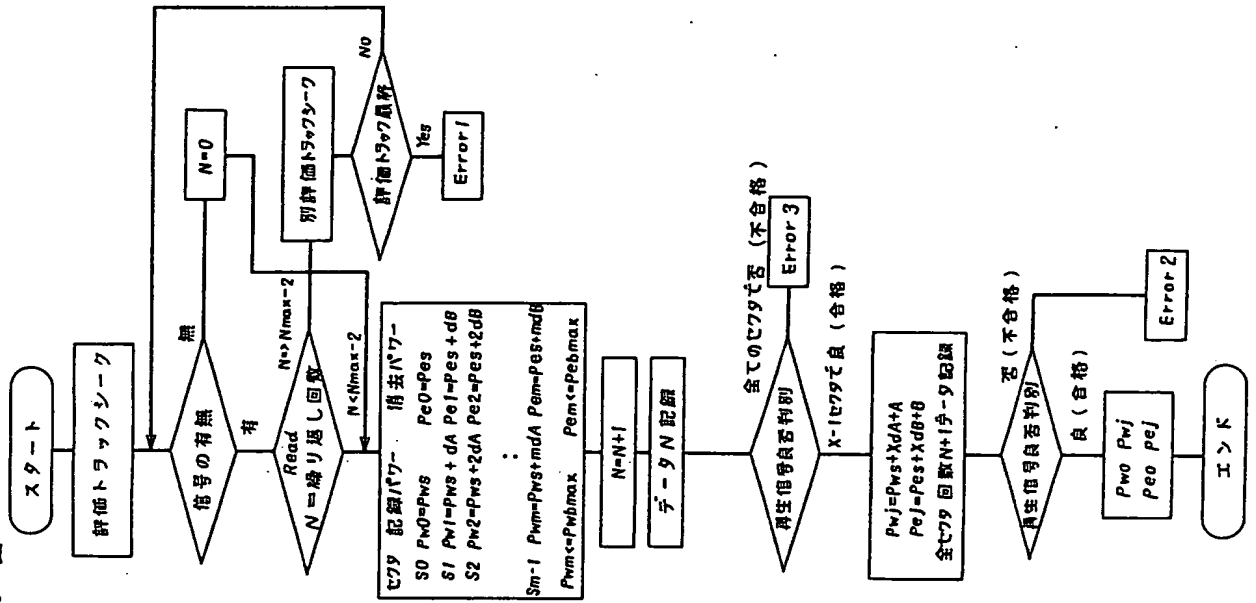 スタート
評価トラックシーク
信号の有無
無
有
N=0
Read
N=繰り返し回数
N=>Nmax-2
N<Nmax-2
別評価トラックシーク
評価トラック最終
No
Yes
Error1
セクタ 記録パワー 消去パワー
S0 Pw0=Pws Pe0=Pes
S1 Pw1=Pws+dA Pe1=Pes+dB
S2 Pw2=Pws+2dA Pe2=Pes+2dB
:
Sm-1 Pwm=Pws+mdA Pem=Pes+mdB
Pwm<=Pwbmax Pem<=Pebmax
N=N+1
データN記録
再生信号良否判別
全てのセクタで否(不合格)
Error3
X-1セクタで良(合格)
Pwj=Pws+XdA+A
Pej=Pes+XdB+B
全セクタ回数N+1データ記録
再生信号良否判別
否(不合格)
Error2
良(合格)
Pwo Pwj
Peo Pej
エンド